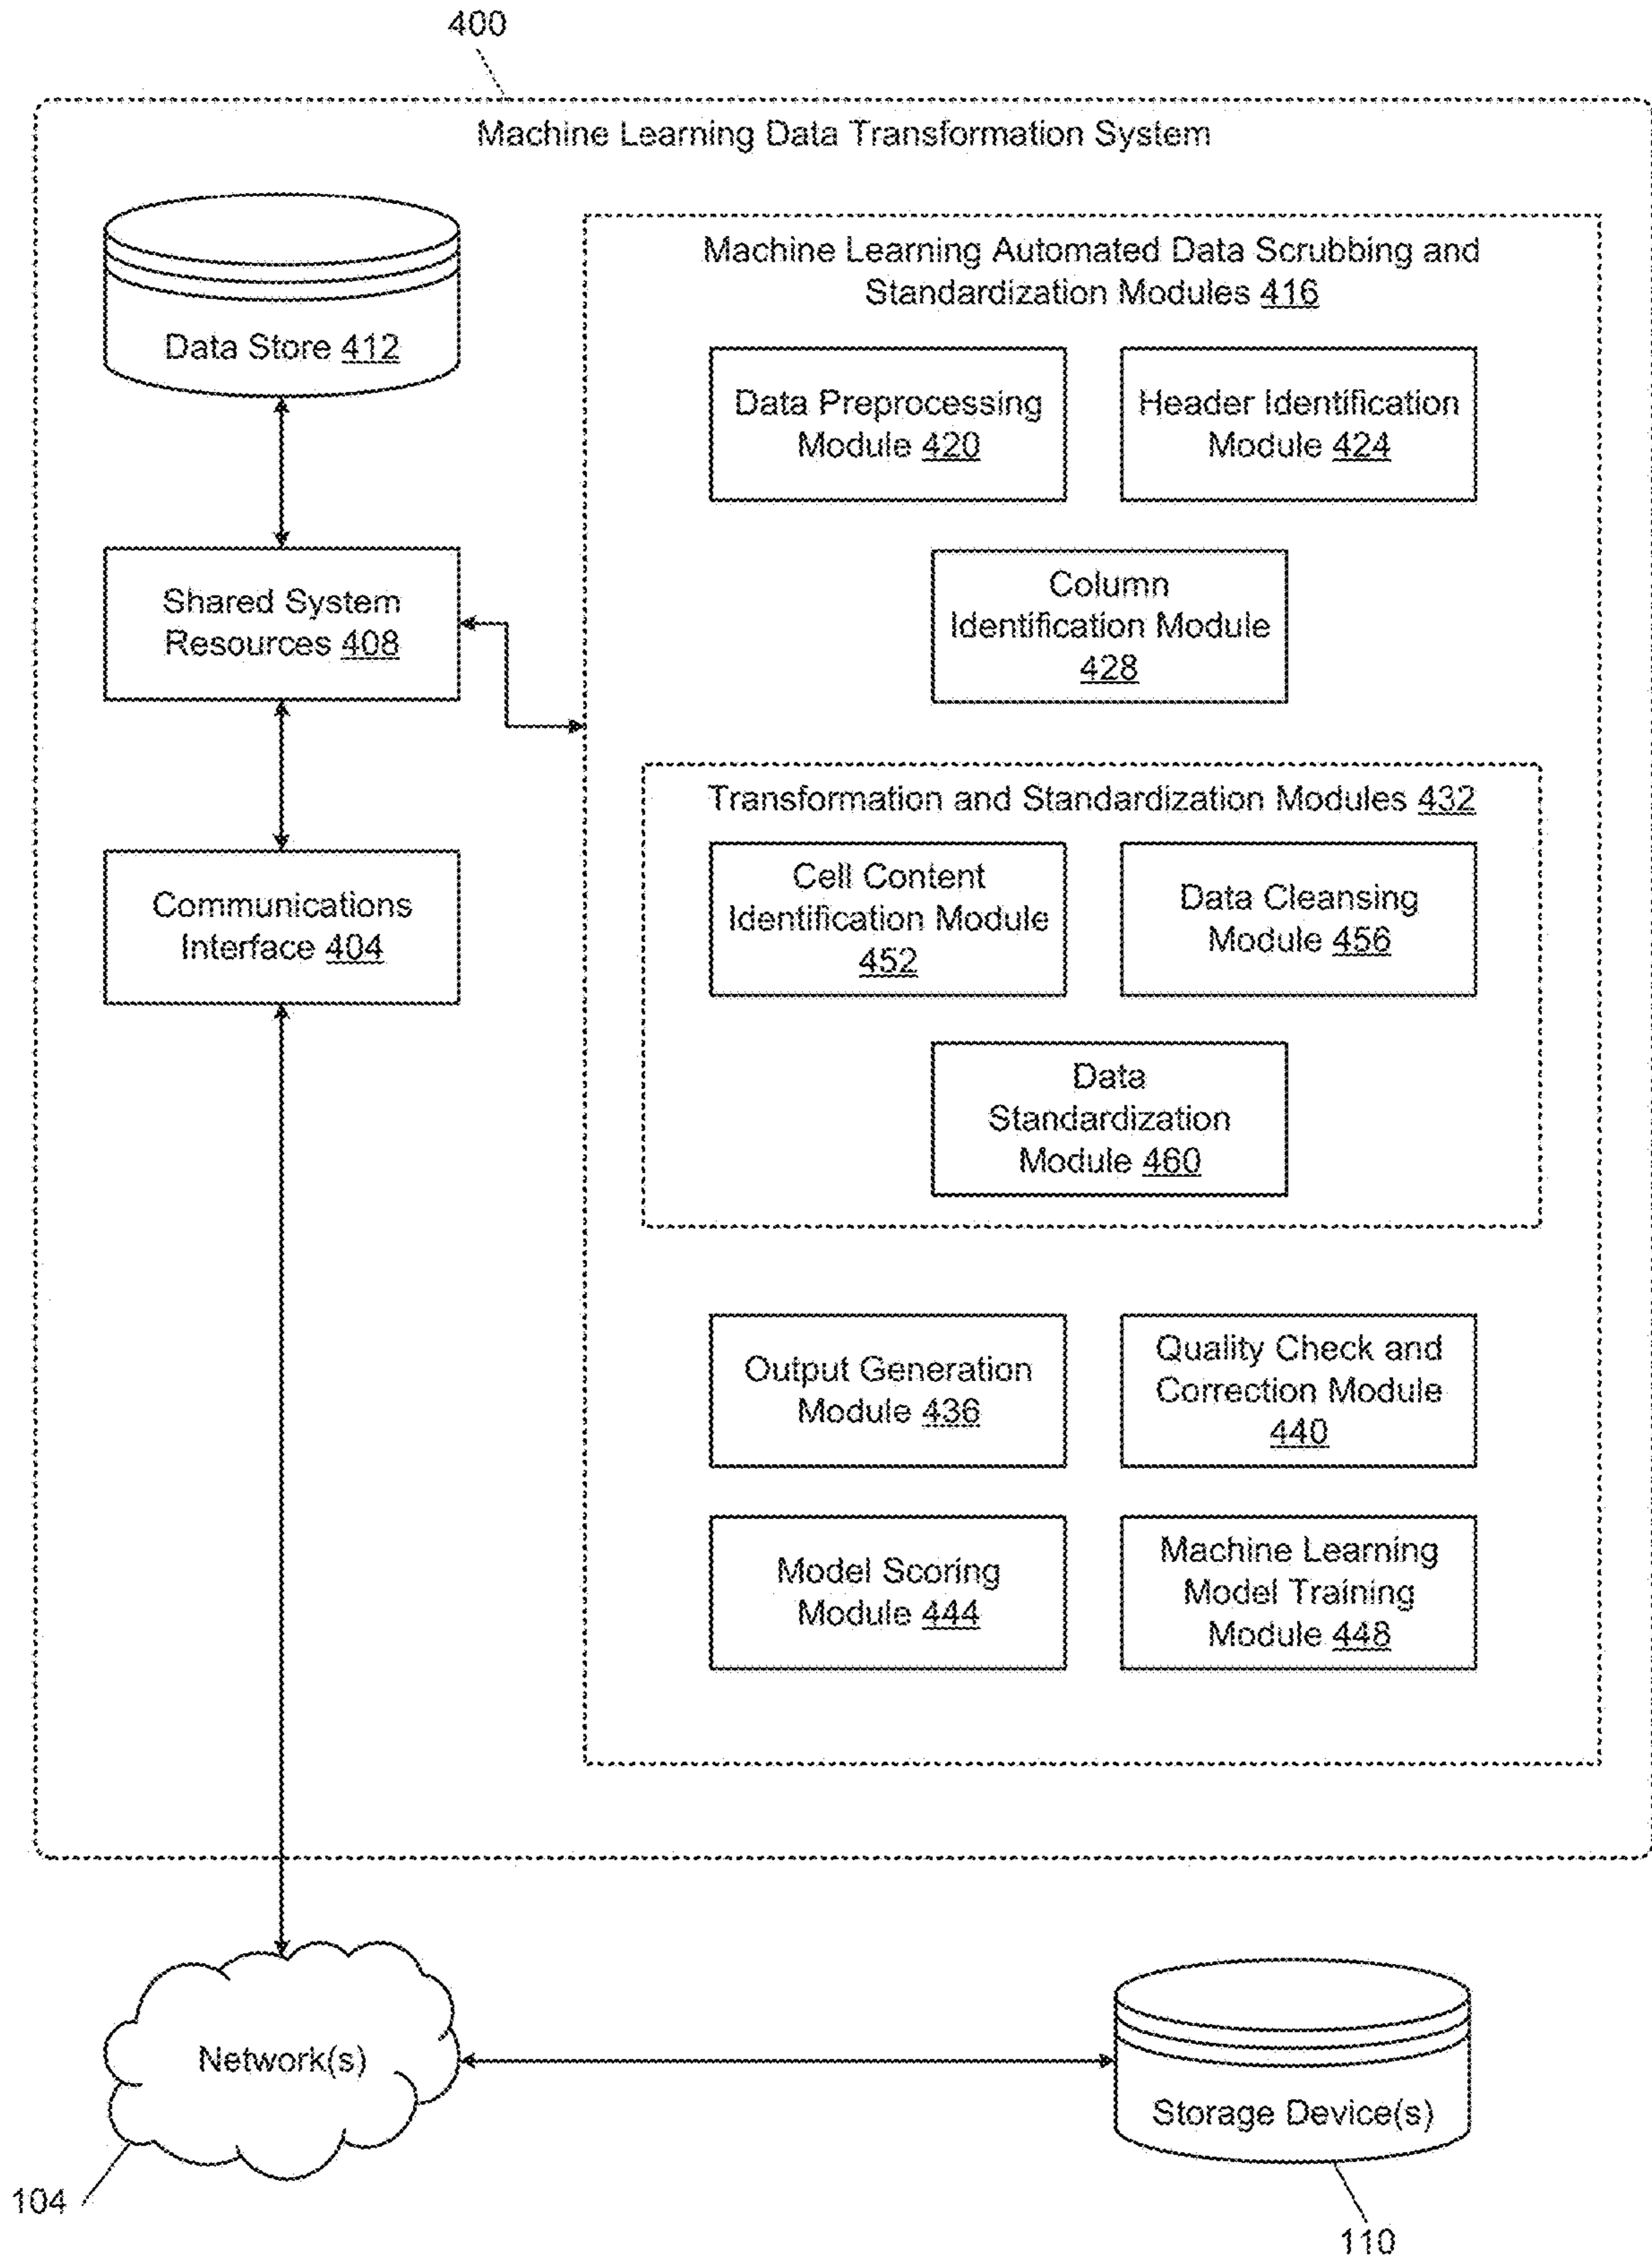 400
Machine Learning Data Transformation System
Data Store 412
Shared System
Resources 408
Communications
Interface 404
Machine Learning Automated Data Scrubbing and
Standardization Modules 416
Data Preprocessing
Module 420
Header Identification
Module 424
Column
Identification Module
428
Transformation and Standardization Modules 432
Cell Content
Identification Module
452
Data Cleansing
Module 456
Data
Standardization
Module 460
Output Generation
Module 436
Quality Check and
Correction Module
440
Model Scoring
Module 444
Machine Learning
Model Training
Module 448
Network(s)
104
Storage Device(s)
110